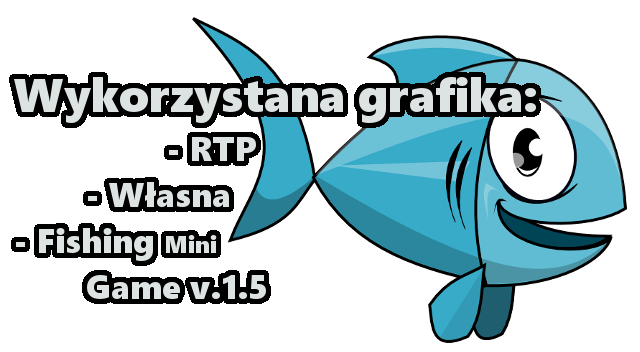 Wykorzystana grafika:
- RTP
- Własna
- Fishing Mini
Game v.1.5